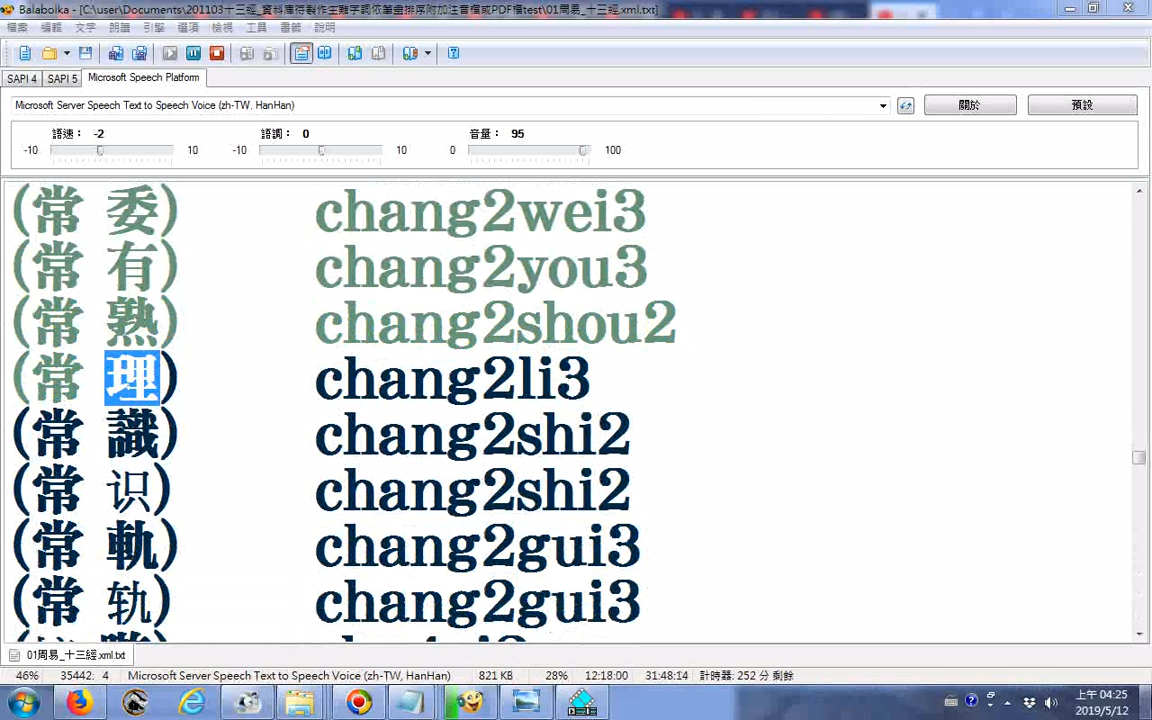 Balabolka - [C:\user\Documents\201103十三經_資料庫待製作生難字詞依筆畫排序附加注音檔或PDF檔test\01周易_十三經.xml.txt]
檔案 編輯 文字 朗讀 引擎 選項 檢視 工具 書籤 說明
SAPI 4 SAPI 5 Microsoft Speech Platform
Microsoft Server Speech Text to Speech Voice (zh-TW, HanHan) 關於 預設
語速： -2 語調： 0 音量： 95
-10 10 -10 10 0 100
(常 委) chang2wei3
(常 有) chang2you3
(常 熟) chang2shou2
(常 理) chang2li3
(常 識) chang2shi2
(常 识) chang2shi2
(常 軌) chang2gui3
(常 轨) chang2gui3
01周易_十三經.xml.txt
46% 35442: 4 Microsoft Server Speech Text to Speech Voice (zh-TW, HanHan) 821 KB 28% 12:18:00 31:48:14 計時器: 252 分 剩餘
上午 04:25
2019/5/12